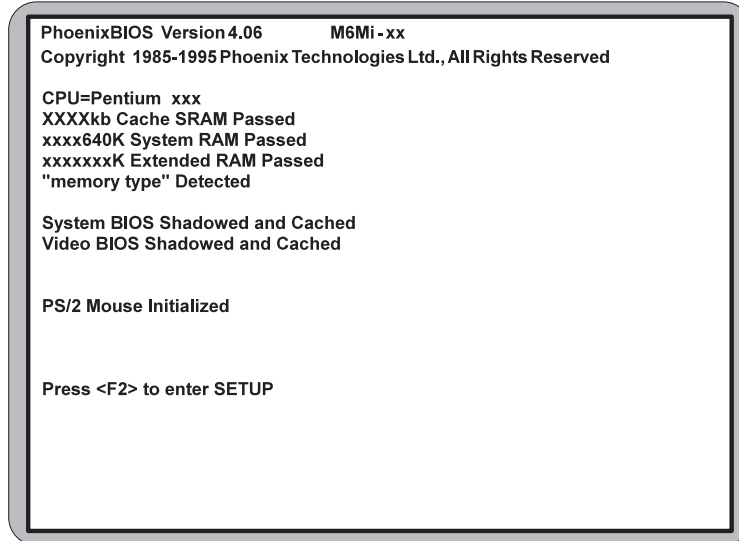 PhoenixBIOS Version 4.06 M6Mi-xx
Copyright 1985-1995 Phoenix Technologies Ltd., All Rights Reserved
CPU=Pentium xxx
XXXXkb Cache SRAM Passed
xxxx640K System RAM Passed
xxxxxxxK Extended RAM Passed
"memory type" Detected
System BIOS Shadowed and Cached
Video BIOS Shadowed and Cached
PS/2 Mouse Initialized
Press <F2> to enter SETUP